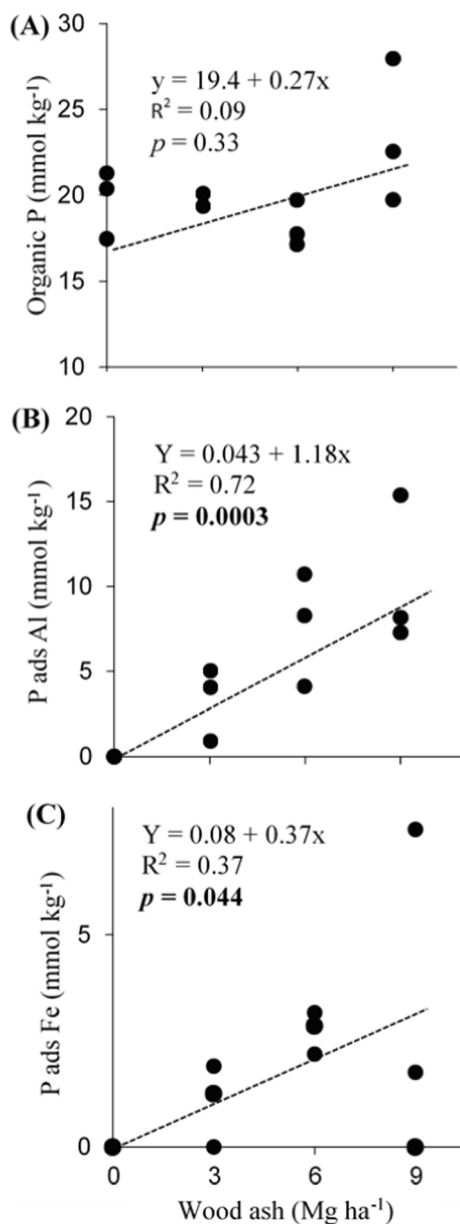 (A)
30
25
20
15
10
Organic P (mmol kg⁻¹)
y = 19.4 + 0.27x
R² = 0.09
p = 0.33
(B)
20
15
10
5
0
P ads Al (mmol kg⁻¹)
Y = 0.043 + 1.18x
R² = 0.72
p = 0.0003
(C)
5
0
P ads Fe (mmol kg⁻¹)
Y = 0.08 + 0.37x
R² = 0.37
p = 0.044
0 3 6 9
Wood ash (Mg ha⁻¹)